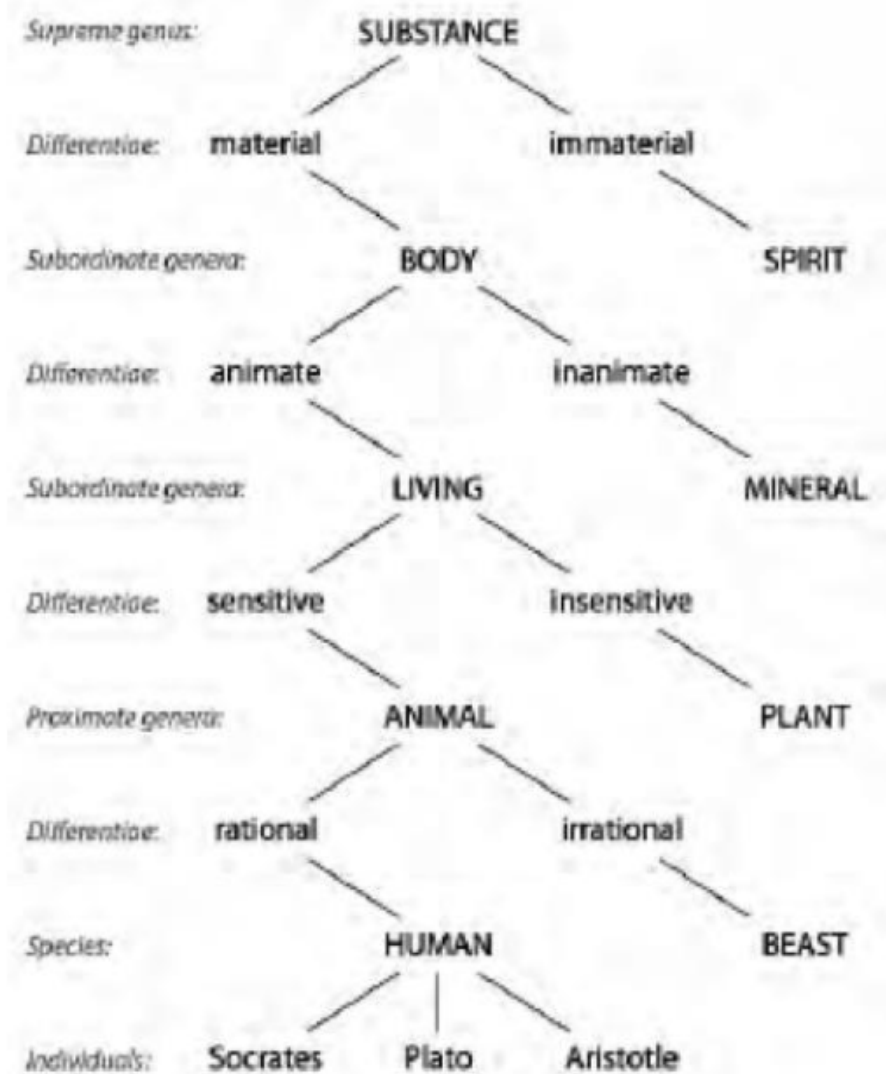 Supreme genus: SUBSTANCE
Differentiae: material immaterial
Subordinate genera: BODY SPIRIT
Differentiae: animate inanimate
Subordinate genera: LIVING MINERAL
Differentiae: sensitive insensitive
Proximate genera: ANIMAL PLANT
Differentiae: rational irrational
Species: HUMAN BEAST
Individuals: Socrates Plato Aristotle